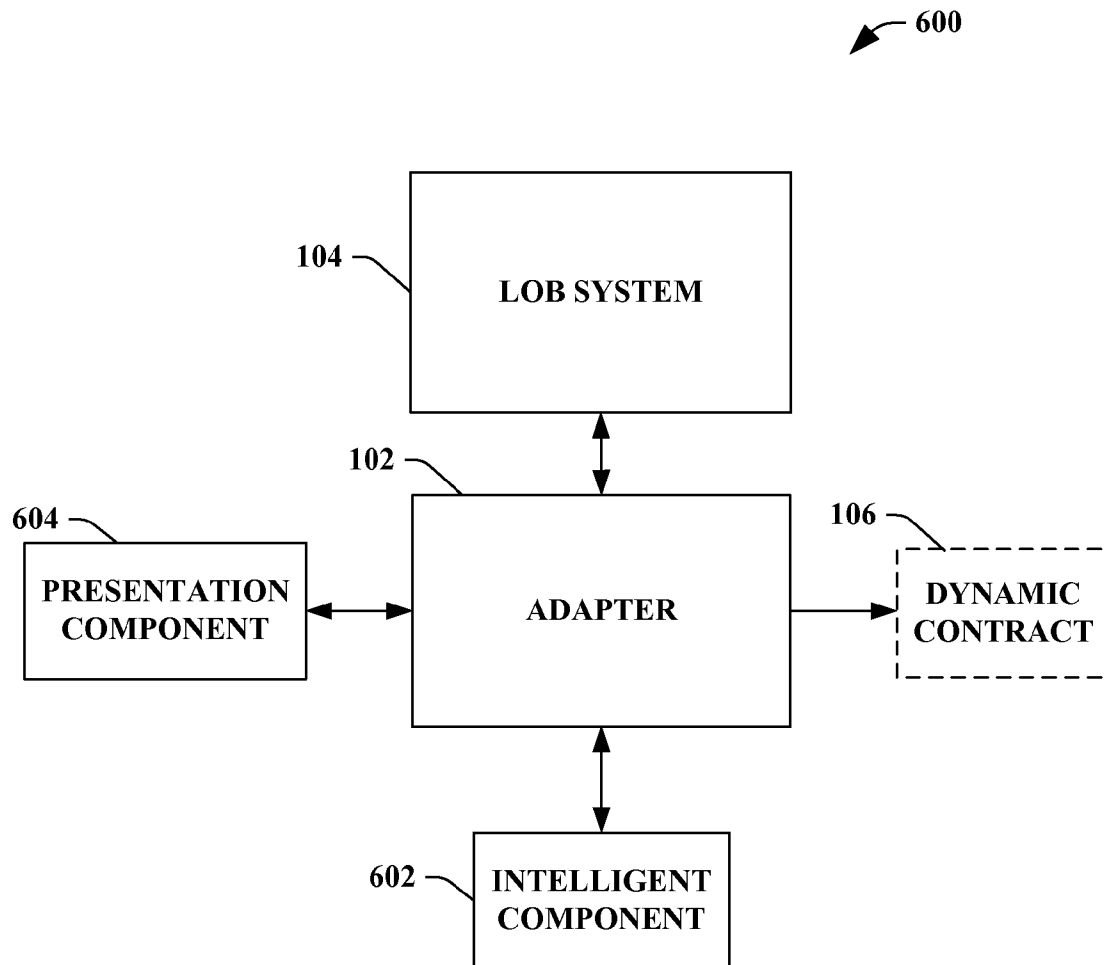 600
104
LOB SYSTEM
102
604
106
PRESENTATION
COMPONENT
ADAPTER
DYNAMIC
CONTRACT
602
INTELLIGENT
COMPONENT